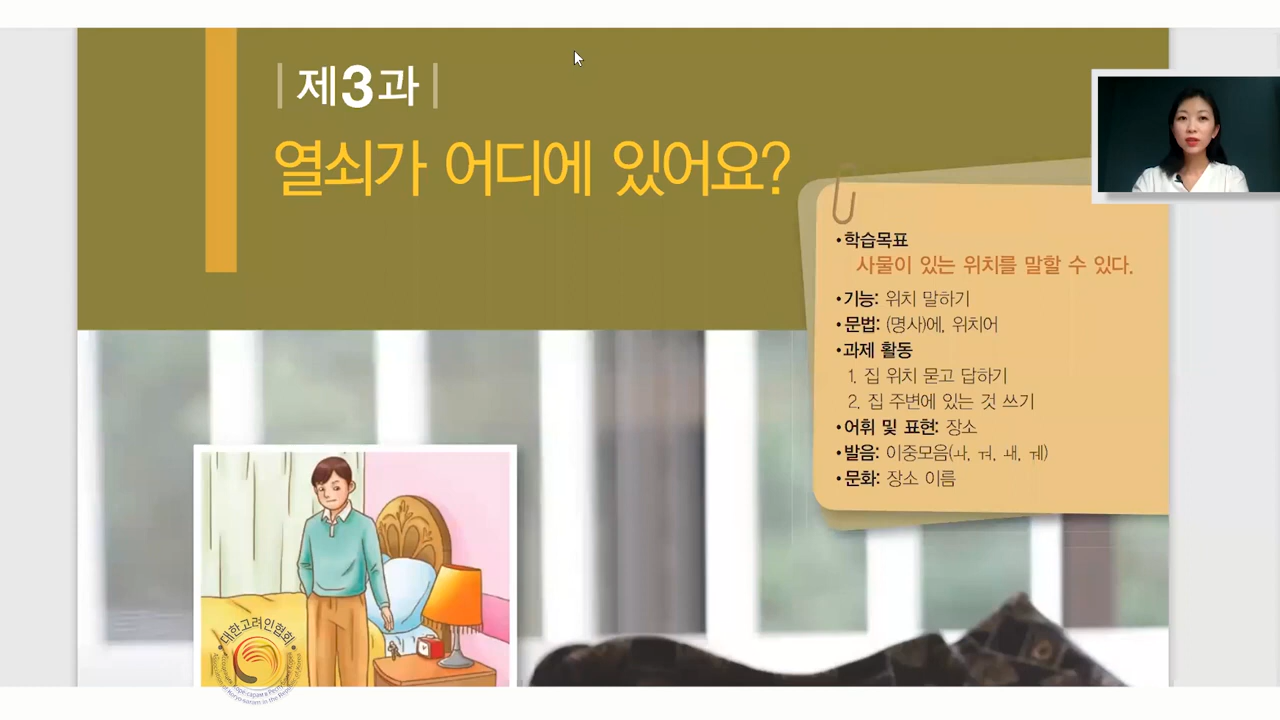 제3과
열쇠가 어디에 있어요?
•학습목표
사물이 있는 위치를 말할 수 있다.
•기능: 위치 말하기
•문법: (명사)에, 위치어
•과제 활동
1. 집 위치 묻고 답하기
2. 집 주변에 있는 것 쓰기
•어휘 및 표현: 장소
•발음: 이중모음(ㅘ, ㅝ, ㅙ, ㅞ)
•문화: 장소 이름
대한고려인협회